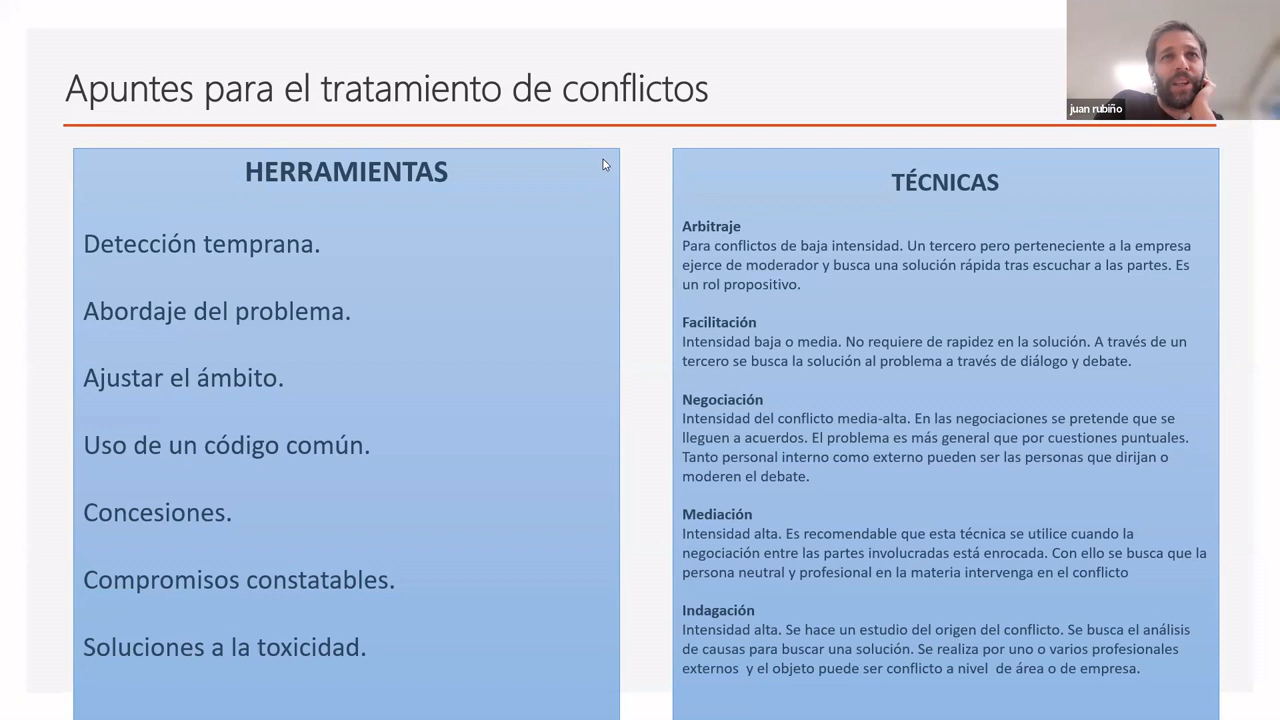 Apuntes para el tratamiento de conflictos
juan rubiño
HERRAMIENTAS
Detección temprana.
Abordaje del problema.
Ajustar el ámbito.
Uso de un código común.
Concesiones.
Compromisos constatables.
Soluciones a la toxicidad.
TÉCNICAS
Arbitraje
Para conflictos de baja intensidad. Un tercero pero perteneciente a la empresa
ejerce de moderador y busca una solución rápida tras escuchar a las partes. Es
un rol propositivo.
Facilitación
Intensidad baja o media. No requiere de rapidez en la solución. A través de un
tercero se busca la solución al problema a través de diálogo y debate.
Negociación
Intensidad del conflicto media-alta. En las negociaciones se pretende que se
lleguen a acuerdos. El problema es más general que por cuestiones puntuales.
Tanto personal interno como externo pueden ser las personas que dirijan o
moderen el debate.
Mediación
Intensidad alta. Es recomendable que esta técnica se utilice cuando la
negociación entre las partes involucradas está enrocada. Con ello se busca que la
persona neutral y profesional en la materia intervenga en el conflicto
Indagación
Intensidad alta. Se hace un estudio del origen del conflicto. Se busca el análisis
de causas para buscar una solución. Se realiza por uno o varios profesionales
externos y el objeto puede ser conflicto a nivel de área o de empresa.